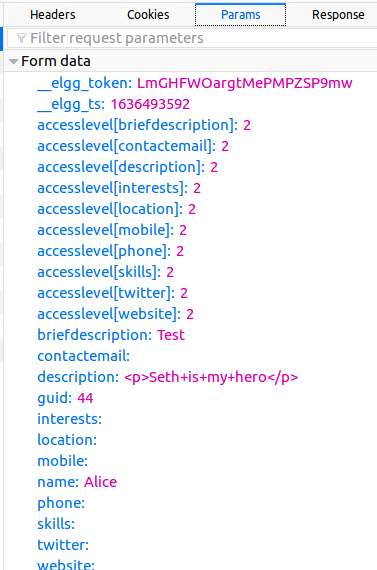 Headers Cookies Params Response
Filter request parameters
Form data
__elgg_token: LmGHFWOargtMePMPZSP9mw
__elgg_ts: 1636493592
accesslevel[briefdescription]: 2
accesslevel[contactemail]: 2
accesslevel[description]: 2
accesslevel[interests]: 2
accesslevel[location]: 2
accesslevel[mobile]: 2
accesslevel[phone]: 2
accesslevel[skills]: 2
accesslevel[twitter]: 2
accesslevel[website]: 2
briefdescription: Test
contactemail:
description: <p>Seth+is+my+hero</p>
guid: 44
interests:
location:
mobile:
name: Alice
phone:
skills:
twitter:
website: